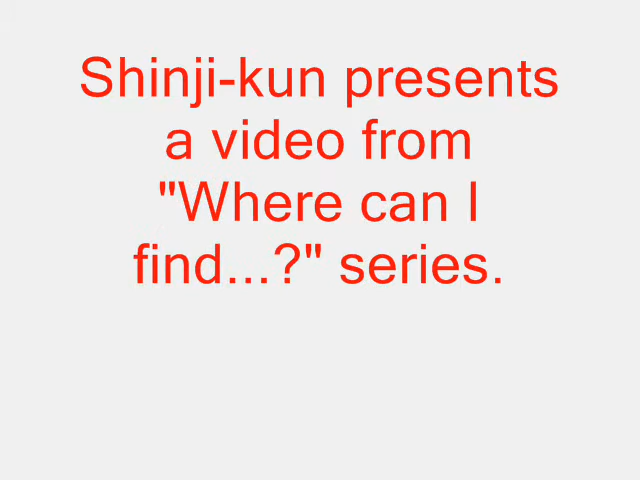 Shinji-kun presents
a video from
"Where can I
find...?" series.